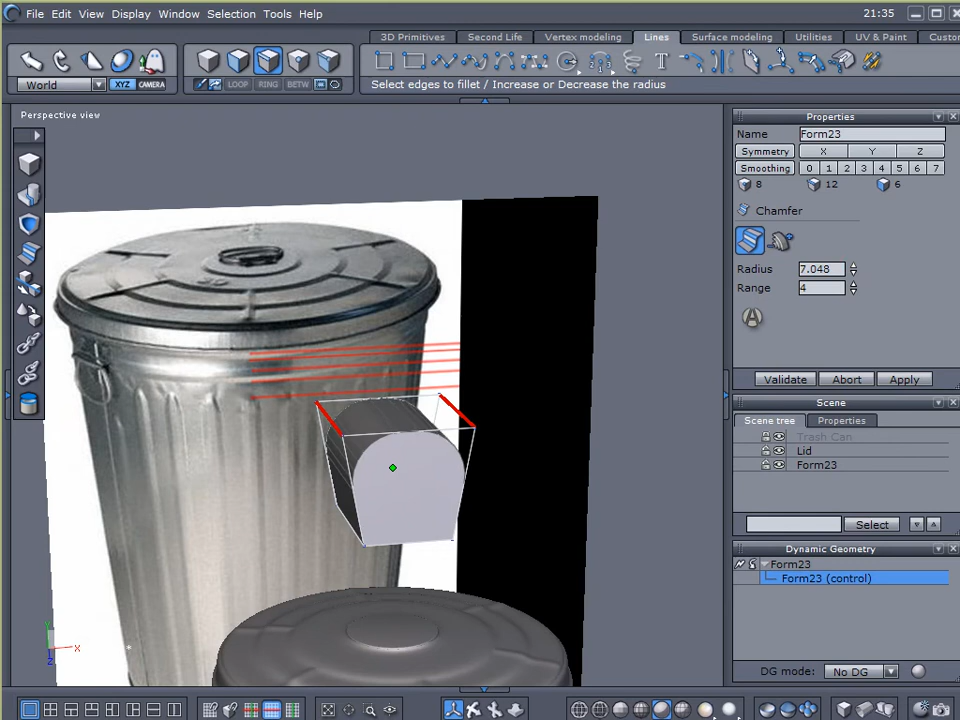 File Edit View Display Window Selection Tools Help 21:35
3D Primitives Second Life Vertex modeling Lines Surface modeling Utilities UV & Paint Custo
World XYZ CAMERA LOOP RING BETW
Select edges to fillet / Increase or Decrease the radius
Perspective view
Properties
Name Form23
Symmetry X Y Z
Smoothing 0 1 2 3 4 5 6 7
8 12 6
Chamfer
Radius 7.048
Range 4
Validate Abort Apply
Scene
Scene tree Properties
Trash Can
Lid
Form23
Select
Dynamic Geometry
Form23
Form23 (control)
Y
X
Z
DG mode: No DG